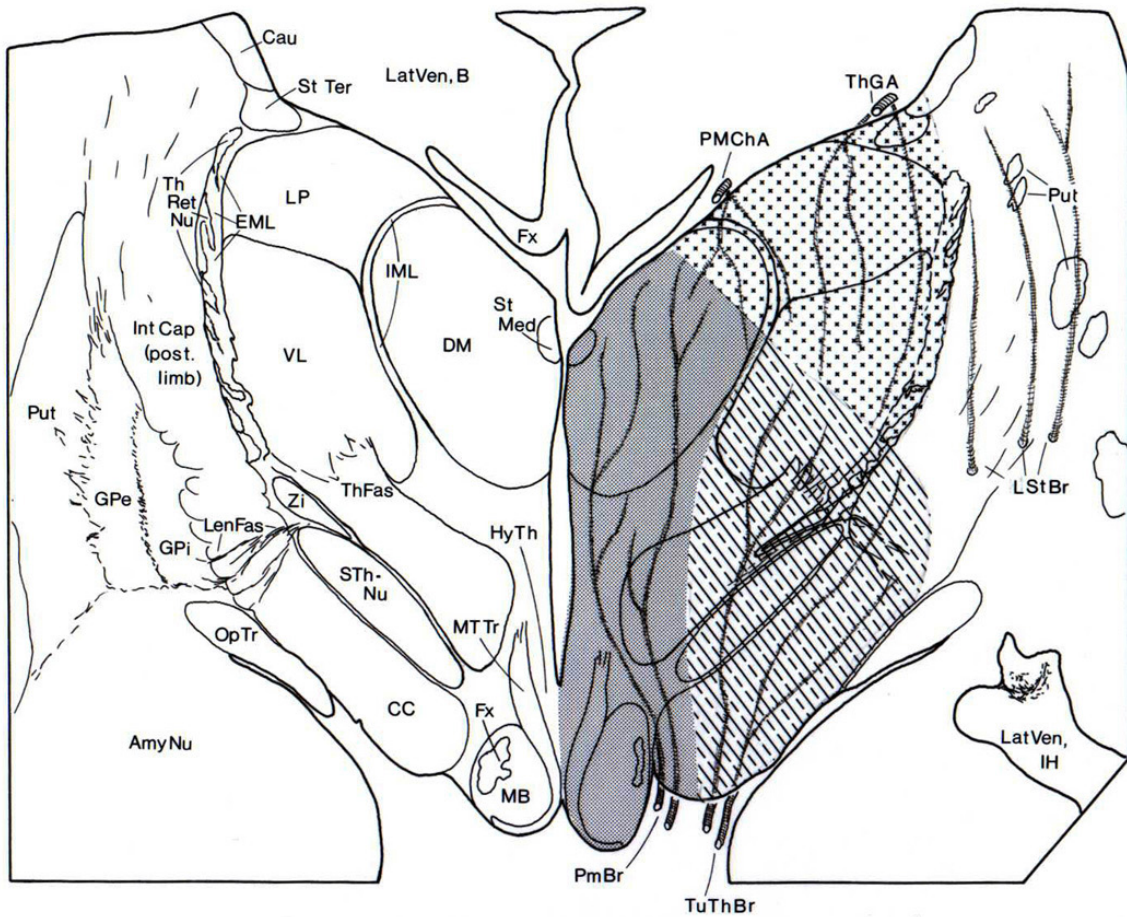 Cau
LatVen, B
St Ter
ThGA
PMChA
Th
Ret
Nu
EML
LP
Fx
Put
IML
St
Med
Int Cap
(post.
limb)
VL
DM
Put
GPe
ThFas
Zi
LStBr
LenFas
GPi
HyTh
STh-
Nu
MTTr
OpTr
CC
Fx
AmyNu
MB
LatVen,
IH
PmBr
TuThBr